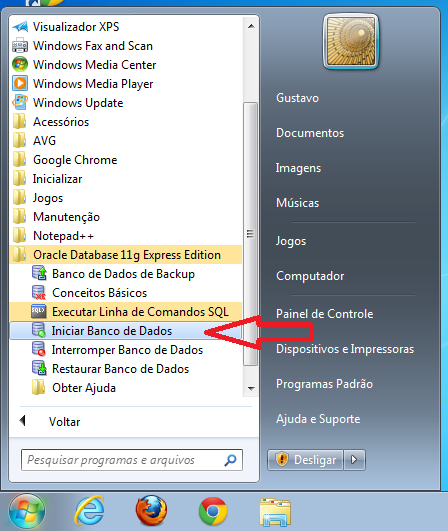 Visualizador XPS
Windows Fax and Scan
Windows Media Center
Windows Media Player
Windows Update
Acessórios
AVG
Google Chrome
Inicializar
Jogos
Manutenção
Notepad++
Oracle Database 11g Express Edition
Banco de Dados de Backup
Conceitos Básicos
SQL>
Executar Linha de Comandos SQL
Iniciar Banco de Dados
Interromper Banco de Dados
Restaurar Banco de Dados
Obter Ajuda
Voltar
Pesquisar programas e arquivos
Gustavo
Documentos
Imagens
Músicas
Jogos
Computador
Painel de Controle
Dispositivos e Impressoras
Programas Padrão
Ajuda e Suporte
Desligar